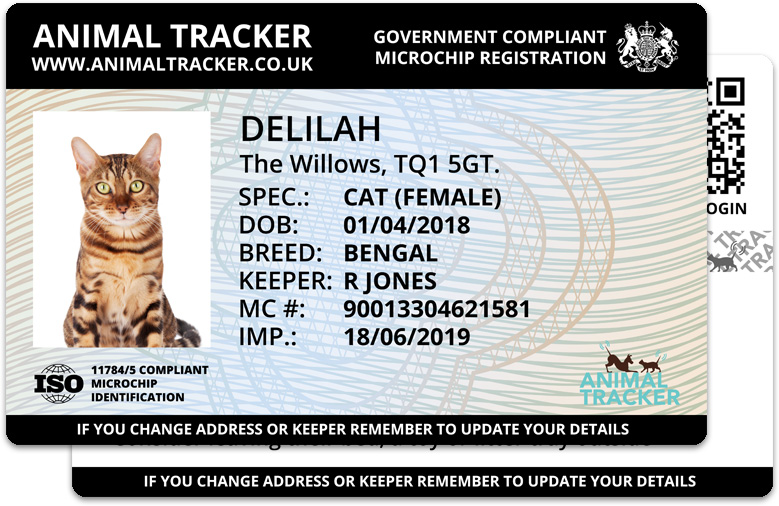 ANIMAL TRACKER
WWW.ANIMALTRACKER.CO.UK
GOVERNMENT COMPLIANT
MICROCHIP REGISTRATION
DELILAH
The Willows, TQ1 5GT.
SPEC.: CAT (FEMALE)
DOB: 01/04/2018
BREED: BENGAL
KEEPER: R JONES
MC #: 90013304621581
IMP.: 18/06/2019
ISO
11784/5 COMPLIANT
MICROCHIP
IDENTIFICATION
ANIMAL
TRACKER
IF YOU CHANGE ADDRESS OR KEEPER REMEMBER TO UPDATE YOUR DETAILS
IF YOU CHANGE ADDRESS OR KEEPER REMEMBER TO UPDATE YOUR DETAILS